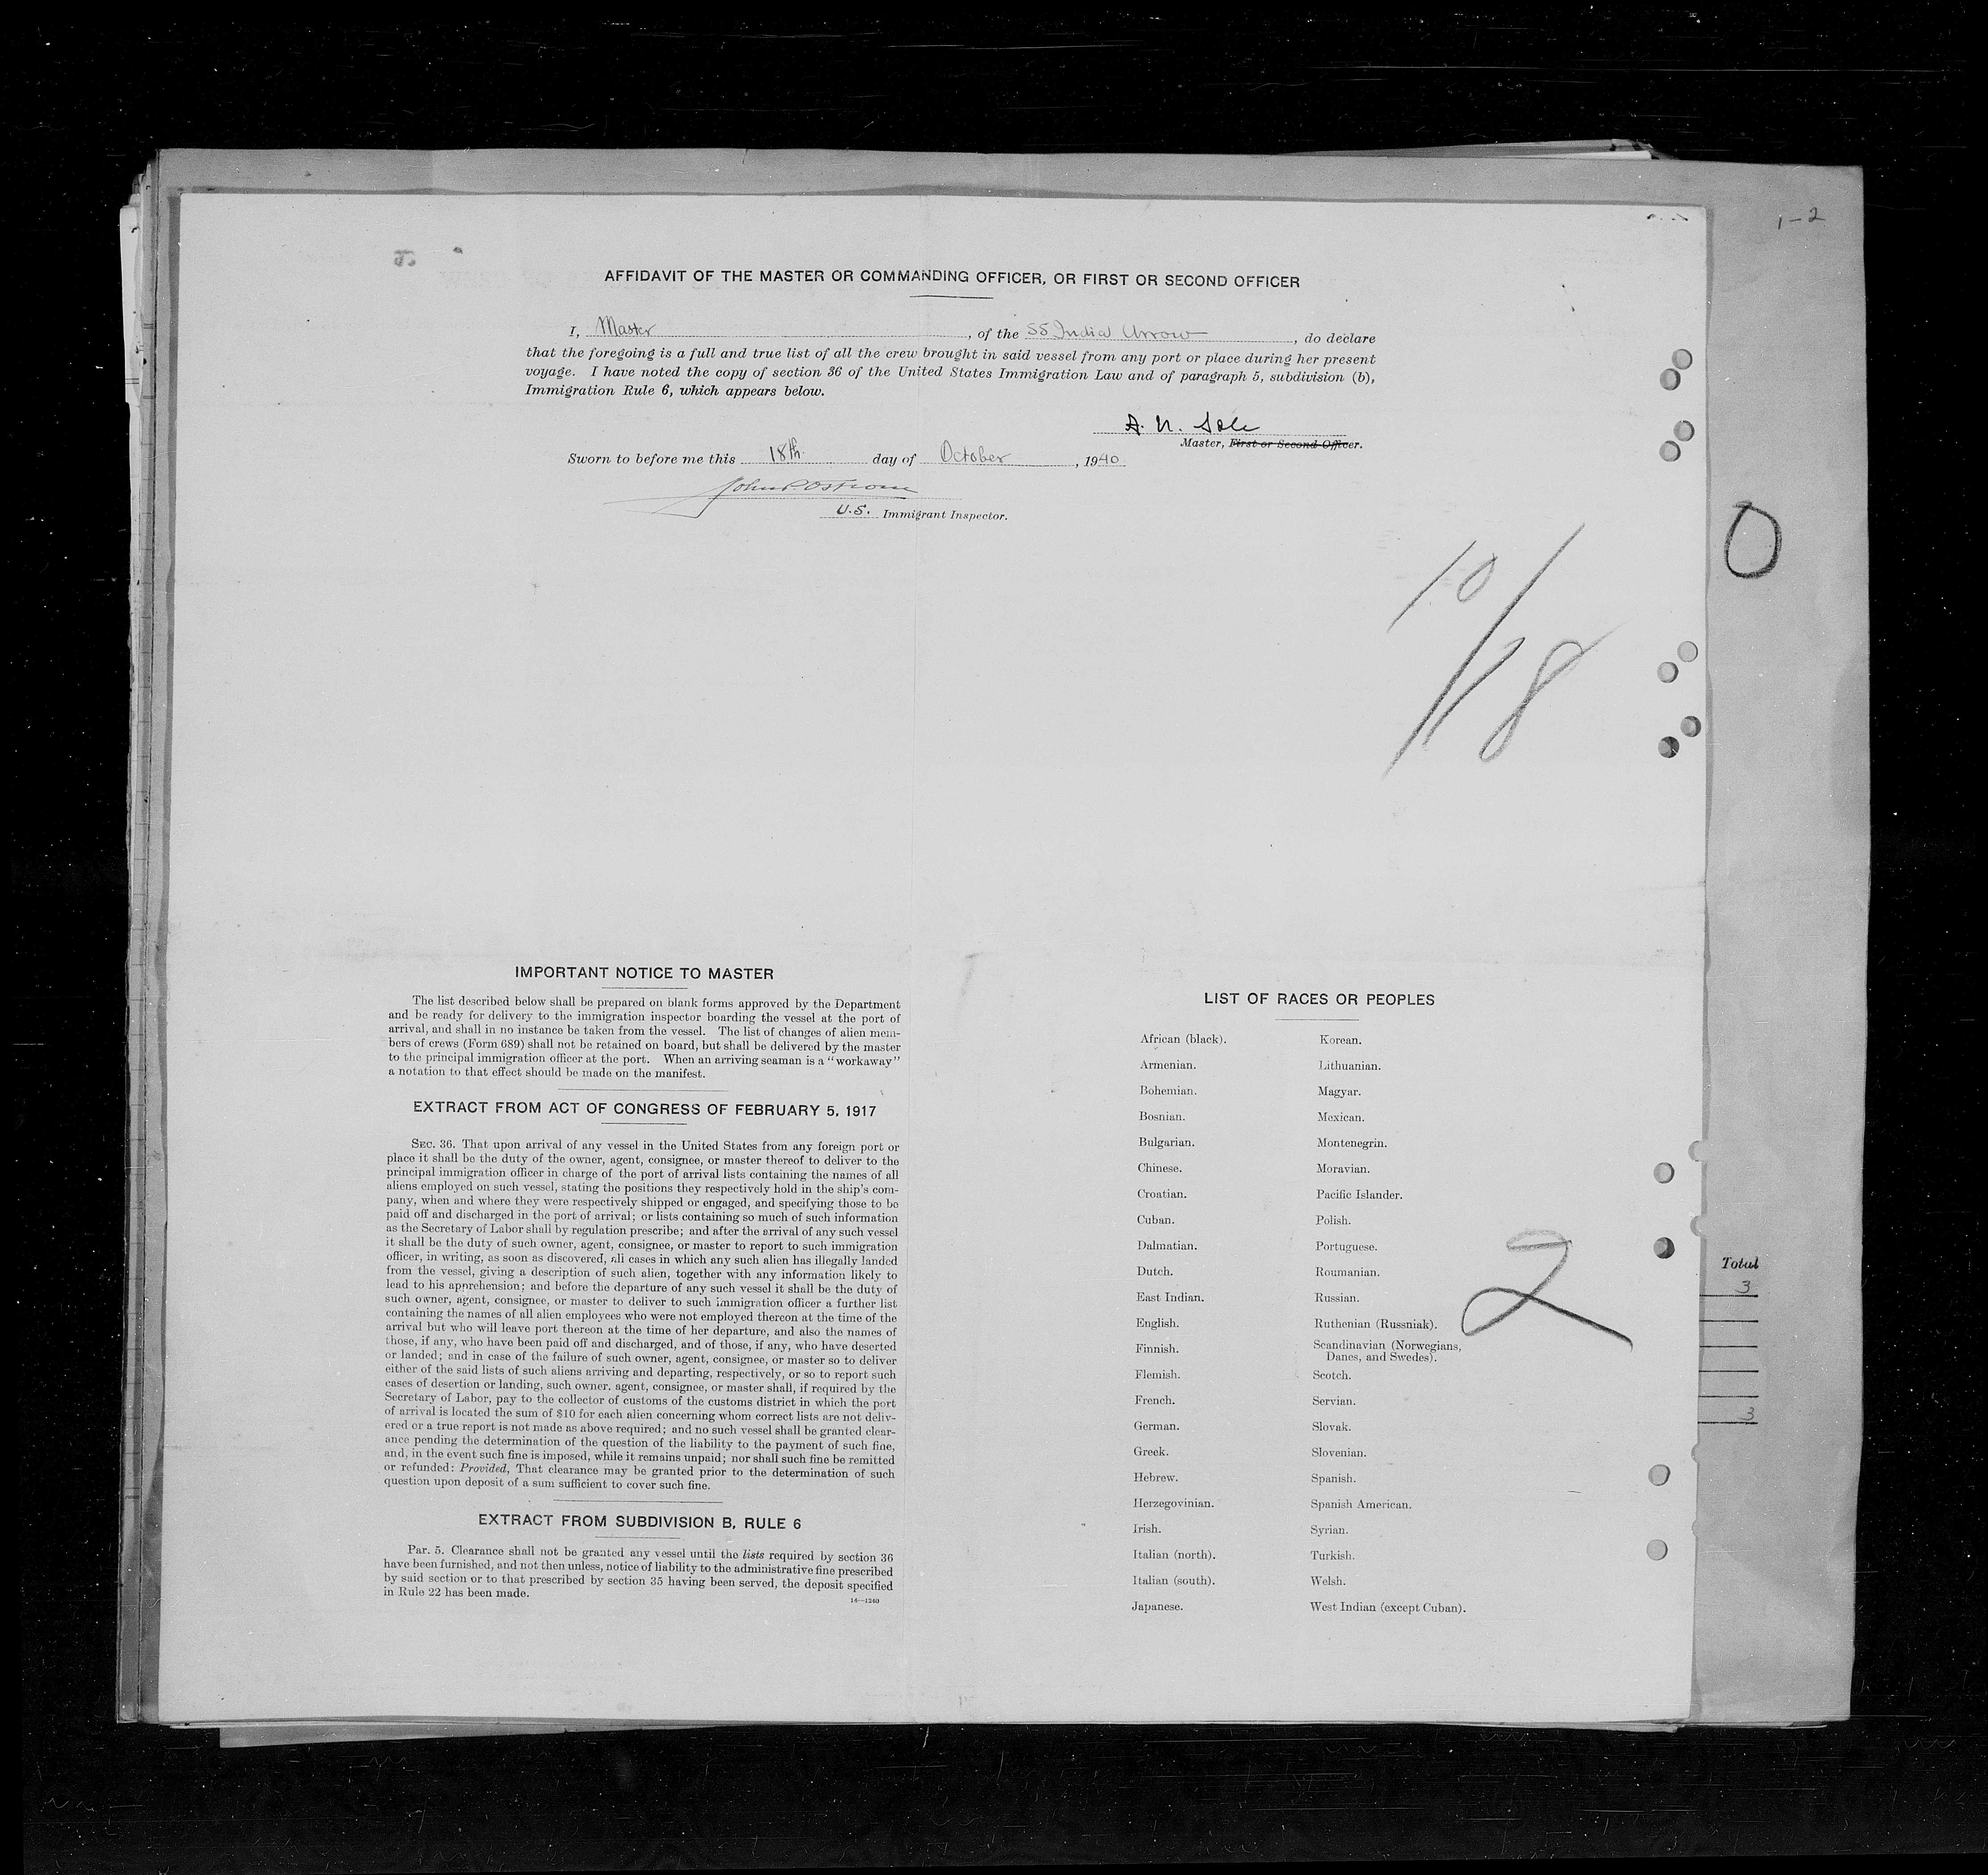 1-2
AFFIDAVIT OF THE MASTER OR COMMANDING OFFICER, OR FIRST OR SECOND OFFICER
I, Master, of the SS India Arrow, do declare
that the foregoing is a full and true list of all the crew brought in said vessel from any port or place during her present
voyage. I have noted the copy of section 36 of the United States Immigration Law and of paragraph 5, subdivision (b),
Immigration Rule 6, which appears below.
Master, First or Second Officer.
Sworn to before me this 18th day of October, 1940
U.S. Immigrant Inspector.
0
10/18
IMPORTANT NOTICE TO MASTER
The list described below shall be prepared on blank forms approved by the Department
and be ready for delivery to the immigration inspector boarding the vessel at the port of
arrival, and shall in no instance be taken from the vessel. The list of changes of alien mem-
bers of crews (Form 689) shall not be retained on board, but shall be delivered by the master
to the principal immigration officer at the port. When an arriving seaman is a "workaway"
a notation to that effect should be made on the manifest.
EXTRACT FROM ACT OF CONGRESS OF FEBRUARY 5, 1917
SEC. 36. That upon arrival of any vessel in the United States from any foreign port or
place it shall be the duty of the owner, agent, consignee, or master thereof to deliver to the
principal immigration officer in charge of the port of arrival lists containing the names of all
aliens employed on such vessel, stating the positions they respectively hold in the ship's com-
pany, when and where they were respectively shipped or engaged, and specifying those to be
paid off and discharged in the port of arrival; or lists containing so much of such information
as the Secretary of Labor shall by regulation prescribe; and after the arrival of any such vessel
it shall be the duty of such owner, agent, consignee, or master to report to such immigration
officer, in writing, as soon as discovered, all cases in which any such alien has illegally landed
from the vessel, giving a description of such alien, together with any information likely to
lead to his apprehension; and before the departure of any such vessel it shall be the duty of
such owner, agent, consignee, or master to deliver to such immigration officer a further list
containing the names of all alien employees who were not employed thereon at the time of the
arrival but who will leave port thereon at the time of her departure, and also the names of
those, if any, who have been paid off and discharged, and of those, if any, who have deserted
or landed; and in case of the failure of such owner, agent, consignee, or master so to deliver
either of the said lists of such aliens arriving and departing, respectively, or so to report such
cases of desertion or landing, such owner, agent, consignee, or master shall, if required by the
Secretary of Labor, pay to the collector of customs of the customs district in which the port
of arrival is located the sum of $10 for each alien concerning whom correct lists are not deliv-
ered or a true report is not made as above required; and no such vessel shall be granted clear-
ance pending the determination of the question of the liability to the payment of such fine,
and, in the event such fine is imposed, while it remains unpaid; nor shall such fine be remitted
or refunded: Provided, That clearance may be granted prior to the determination of such
question upon deposit of a sum sufficient to cover such fine.
EXTRACT FROM SUBDIVISION B, RULE 6
PAR. 5. Clearance shall not be granted any vessel until the lists required by section 36
have been furnished, and not then unless, notice of liability to the administrative fine prescribed
by said section or to that prescribed by section 35 having been served, the deposit specified
in Rule 22 has been made.
14—1240
LIST OF RACES OR PEOPLES
African (black).
Armenian.
Bohemian.
Bosnian.
Bulgarian.
Chinese.
Croatian.
Cuban.
Dalmatian.
Dutch.
East Indian.
English.
Finnish.
Flemish.
French.
German.
Greek.
Hebrew.
Herzegovinian.
Irish.
Italian (north).
Italian (south).
Japanese.
Korean.
Lithuanian.
Magyar.
Mexican.
Montenegrin.
Moravian.
Pacific Islander.
Polish.
Portuguese.
Roumanian.
Russian.
Ruthenian (Russniak).
Scandinavian (Norwegians,
Danes, and Swedes).
Scotch.
Servian.
Slovak.
Slovenian.
Spanish.
Spanish American.
Syrian.
Turkish.
Welsh.
West Indian (except Cuban).
2
Total
3
3